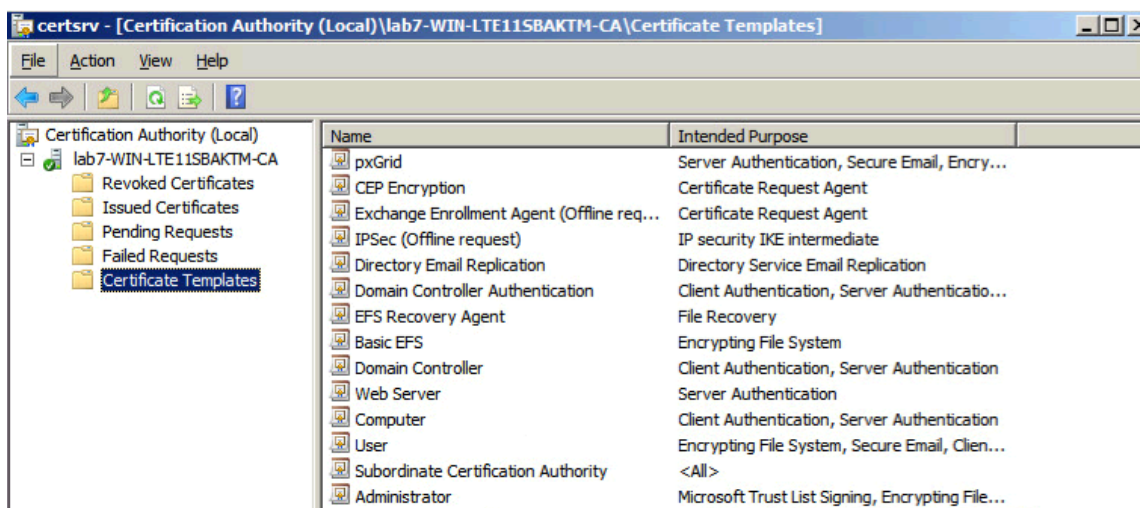 certsrv - [Certification Authority (Local)\lab7-WIN-LTE11SBAKTM-CA\Certificate Templates]
File Action View Help
Certification Authority (Local)
lab7-WIN-LTE11SBAKTM-CA
Revoked Certificates
Issued Certificates
Pending Requests
Failed Requests
Certificate Templates
Name Intended Purpose
pxGrid Server Authentication, Secure Email, Encry...
CEP Encryption Certificate Request Agent
Exchange Enrollment Agent (Offline req... Certificate Request Agent
IPSec (Offline request) IP security IKE intermediate
Directory Email Replication Directory Service Email Replication
Domain Controller Authentication Client Authentication, Server Authenticatio...
EFS Recovery Agent File Recovery
Basic EFS Encrypting File System
Domain Controller Client Authentication, Server Authentication
Web Server Server Authentication
Computer Client Authentication, Server Authentication
User Encrypting File System, Secure Email, Clien...
Subordinate Certification Authority <All>
Administrator Microsoft Trust List Signing, Encrypting File...